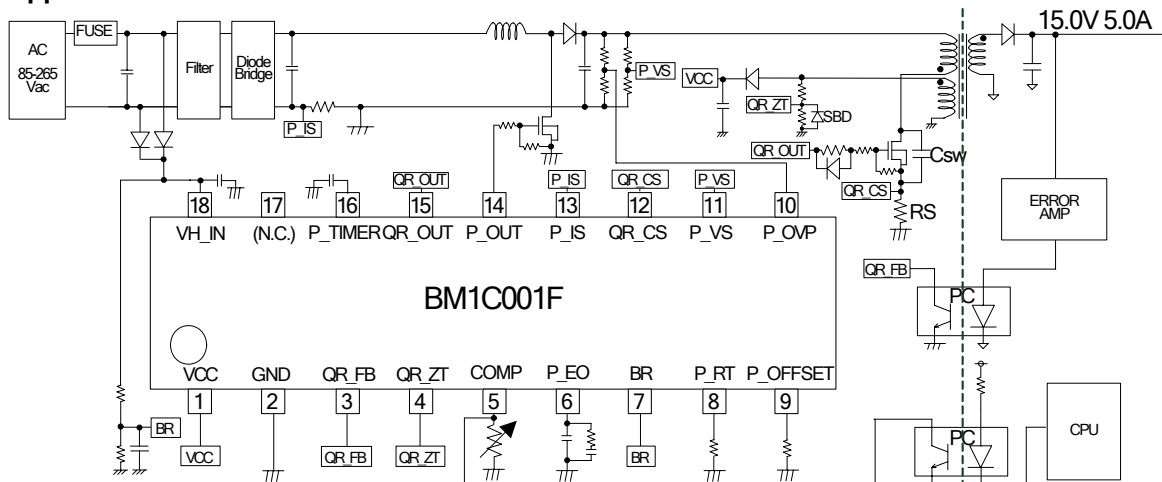 15.0V 5.0A
AC
85-265
Vac
FUSE
Filter
Diode
Bridge
P_IS
P_VS
VCC
QR_ZT
SBD
QR_OUT
Csw
QR_CS
RS
ERROR
AMP
QR_OUT
P_IS
QR_CS
P_VS
18 17 16 15 14 13 12 11 10
VH_IN (N.C.) P_TIMER QR_OUT P_OUT P_IS QR_CS P_VS P_OVP
QR_FB
PC
BM1C001F
VCC GND QR_FB QR_ZT COMP P_EO BR P_RT P_OFFSET
1 2 3 4 5 6 7 8 9
BR
VCC
QR_FB
QR_ZT
BR
PC
CPU